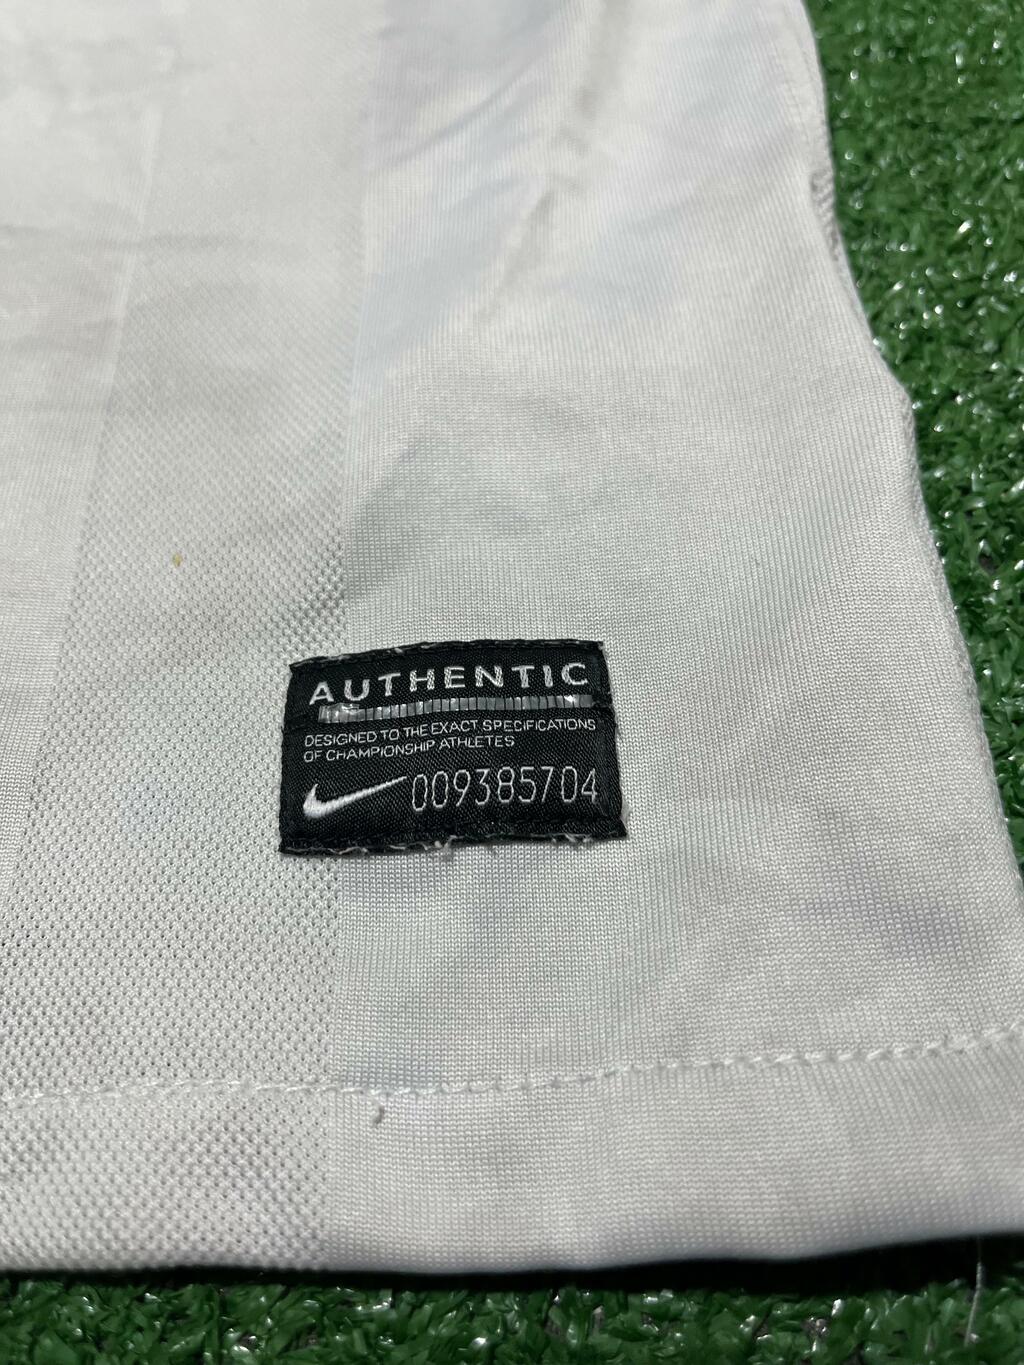 AUTHENTIC
DESIGNED TO THE EXACT SPECIFICATIONS
OF CHAMPIONSHIP ATHLETES
009385704